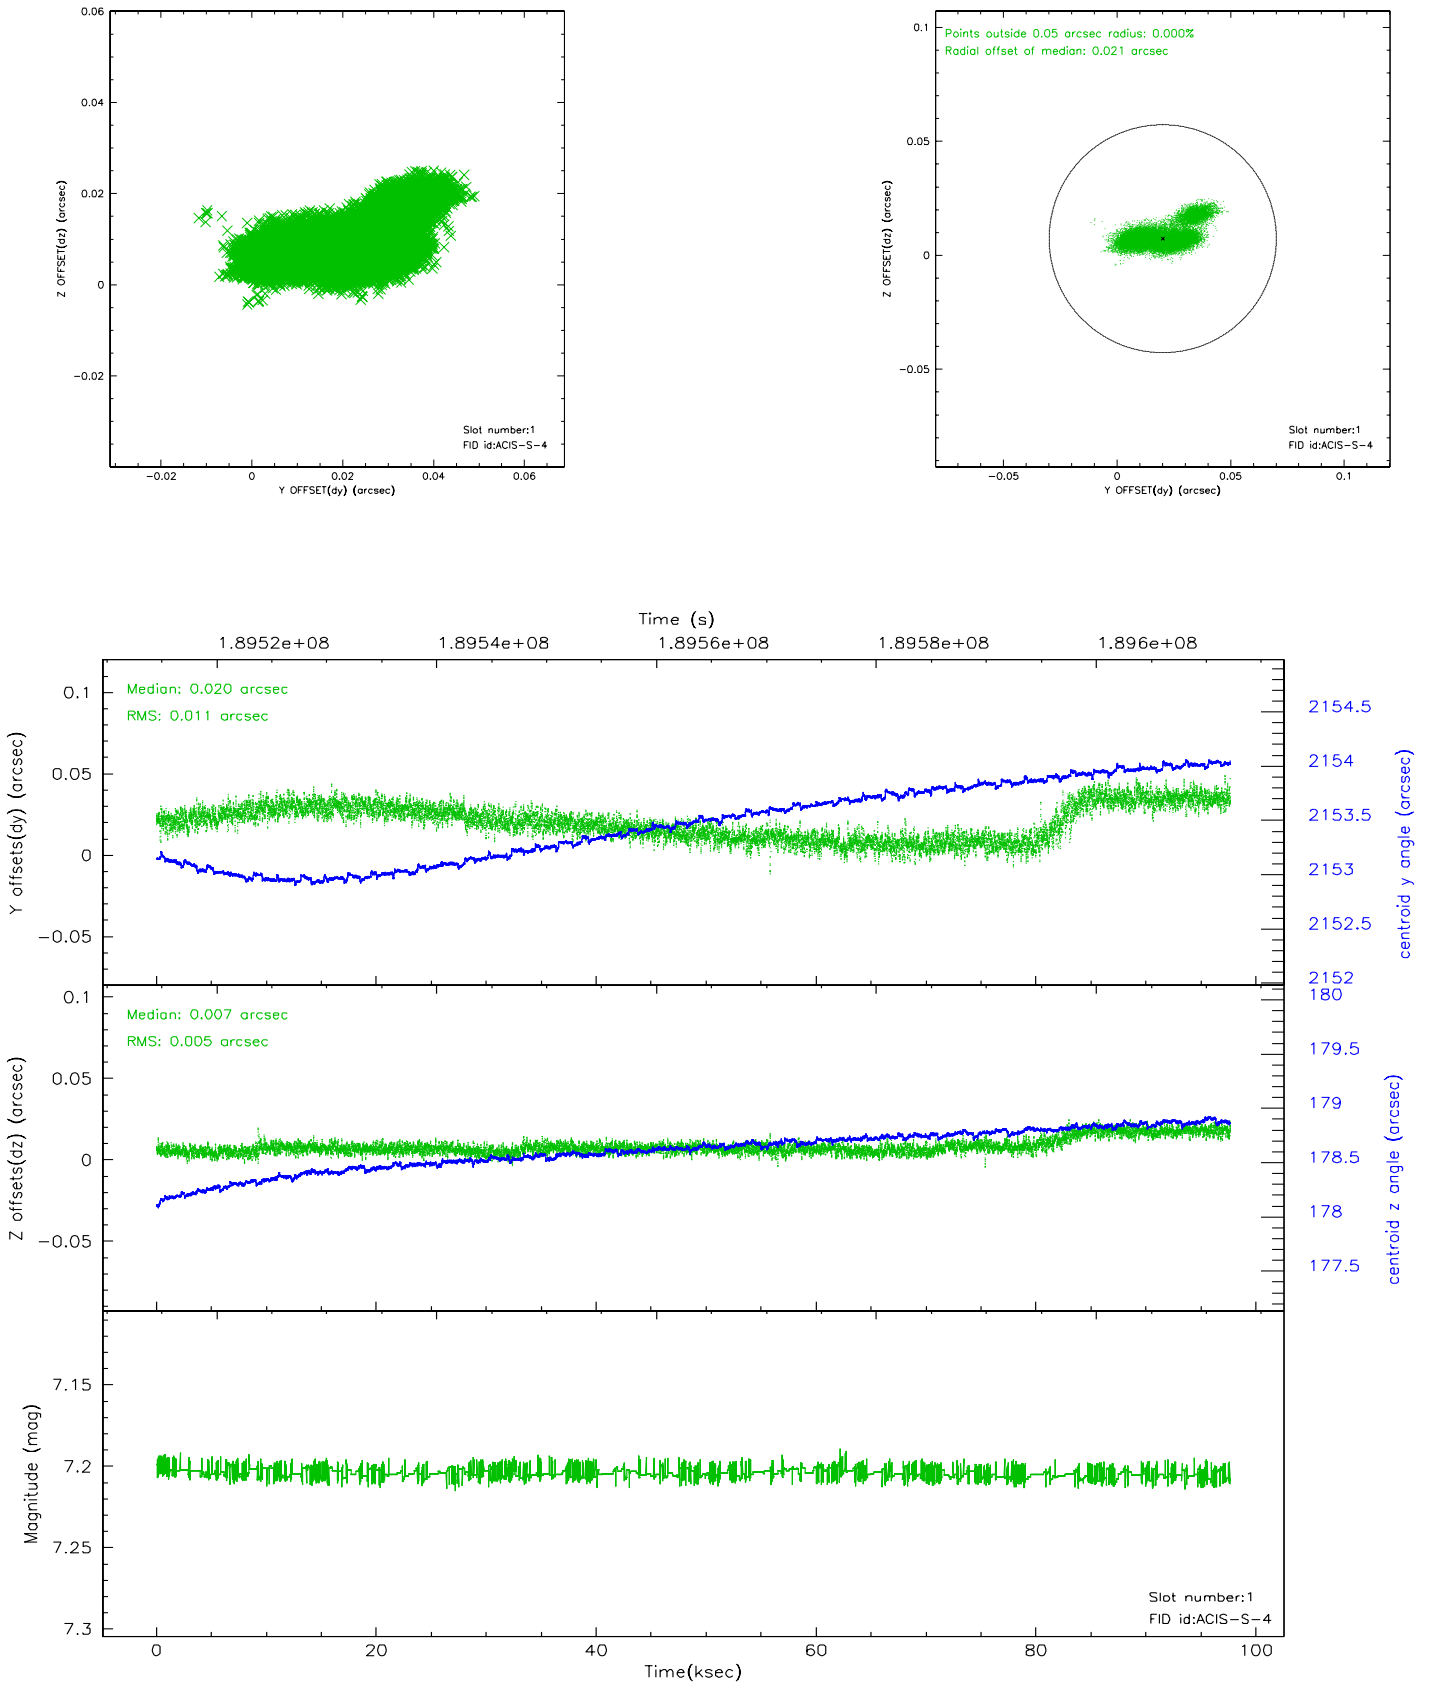 0.06
0.04
0.02
0
−0.02
Z OFFSET(dz) (arcsec)
Slot number:1
FID id:ACIS−S−4
−0.02 0 0.02 0.04 0.06
Y OFFSET(dy) (arcsec)
Points outside 0.05 arcsec radius: 0.000%
Radial offset of median: 0.021 arcsec
0.1
0.05
0
−0.05
Z OFFSET(dz) (arcsec)
Slot number:1
FID id:ACIS−S−4
−0.05 0 0.05 0.1
Y OFFSET(dy) (arcsec)
Time (s)
1.8952e+08 1.8954e+08 1.8956e+08 1.8958e+08 1.896e+08
Median: 0.020 arcsec
RMS: 0.011 arcsec
0.1
0.05
0
−0.05
Y offsets(dy) (arcsec)
2154.5
2154
2153.5
2153
2152.5
2152
centroid y angle (arcsec)
Median: 0.007 arcsec
RMS: 0.005 arcsec
0.1
0.05
0
−0.05
Z offsets(dz) (arcsec)
180
179.5
179
178.5
178
177.5
centroid z angle (arcsec)
7.15
7.2
7.25
7.3
Magnitude (mag)
Slot number:1
FID id:ACIS−S−4
0 20 40 60 80 100
Time(ksec)